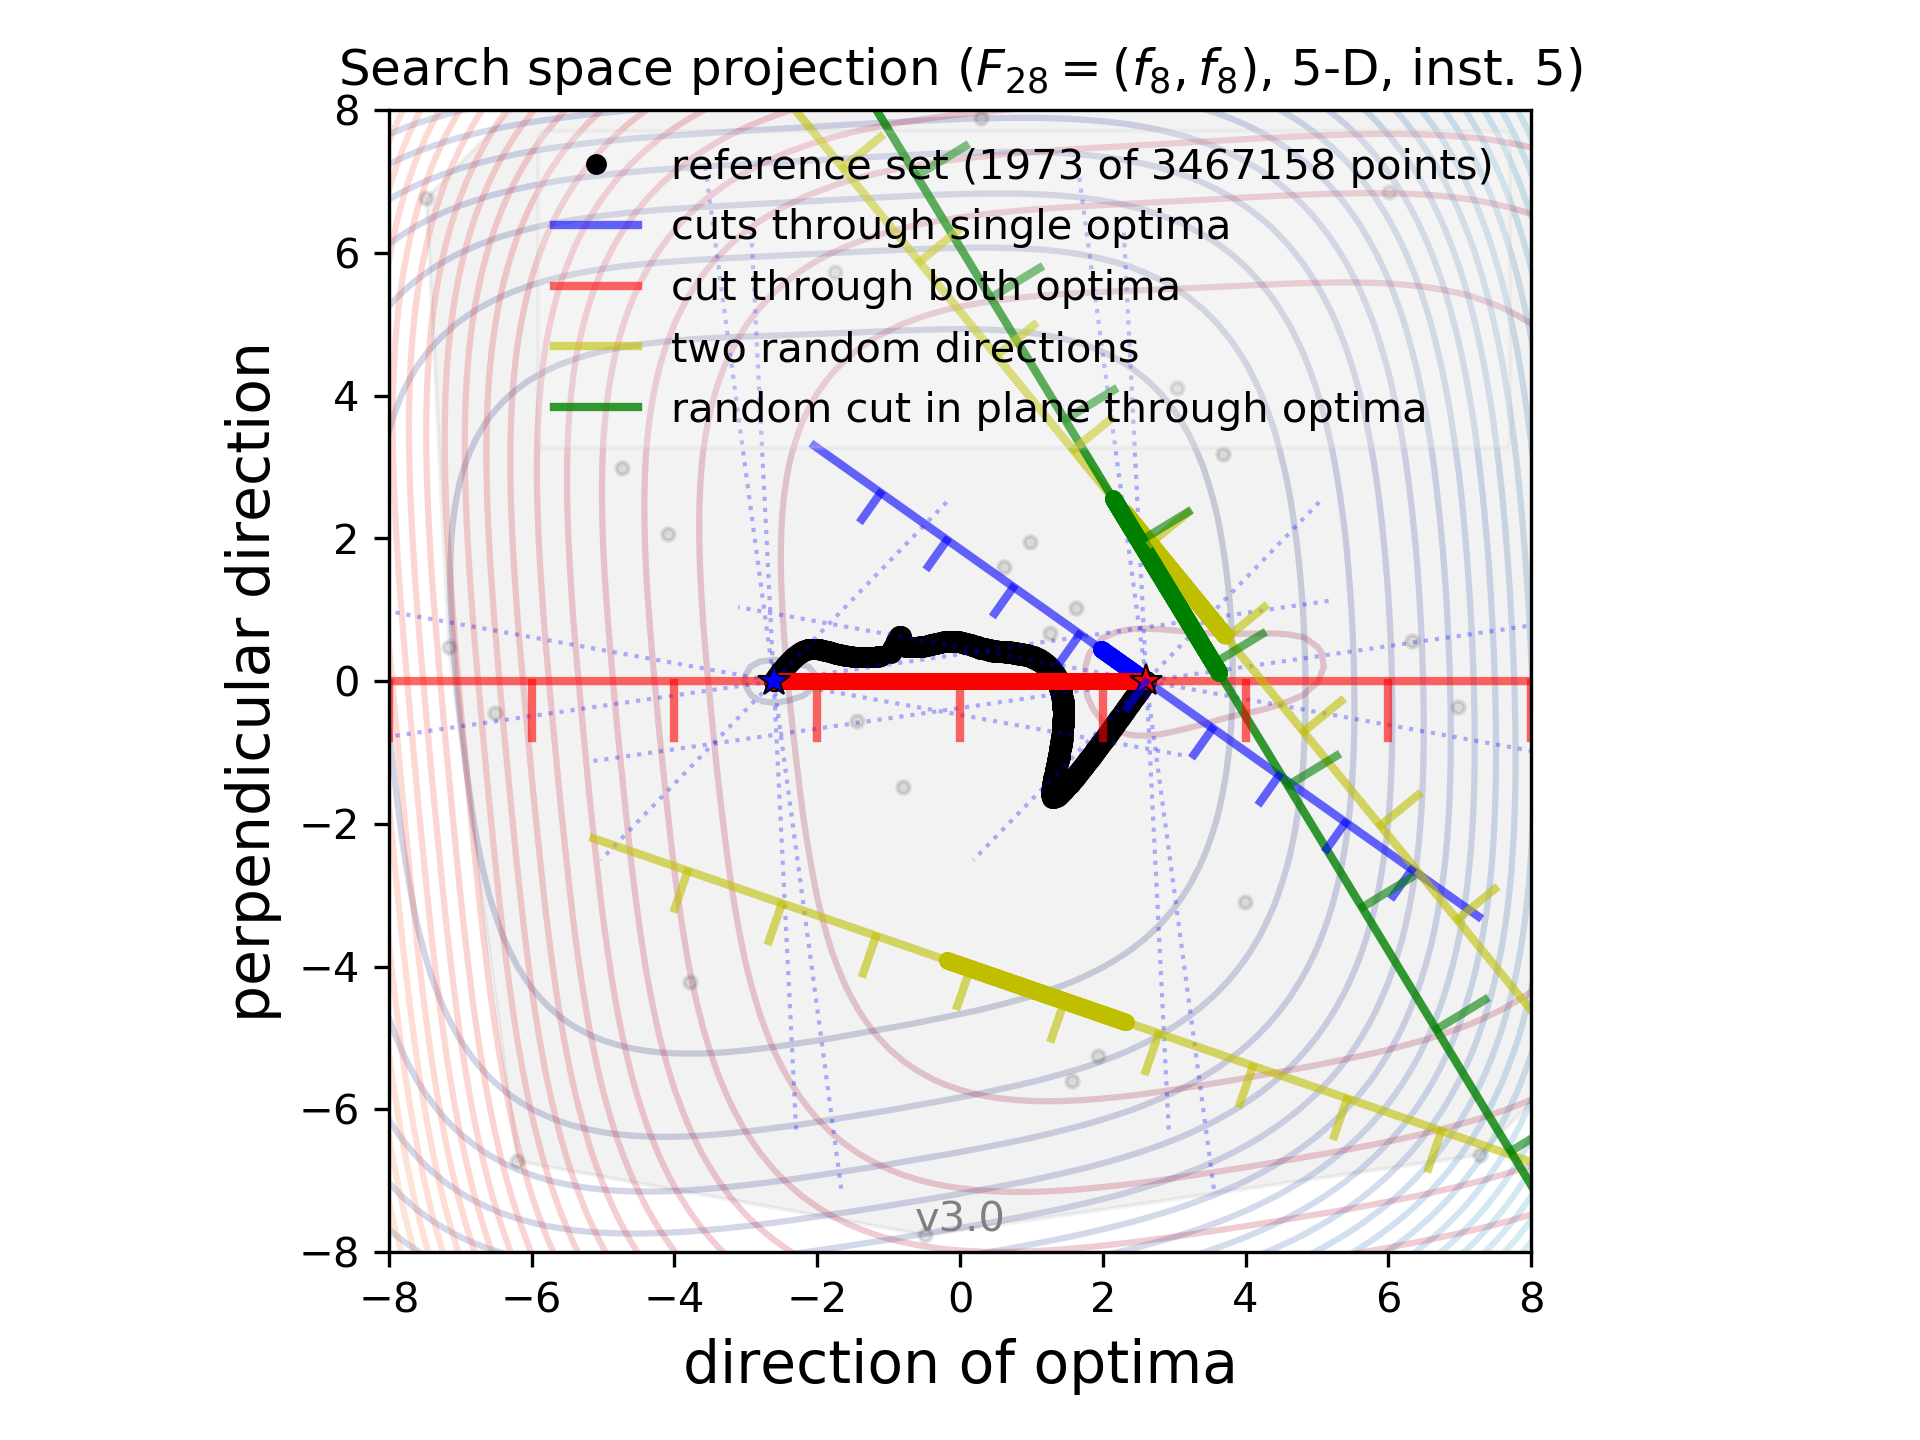 Search space projection (F28 = (f8, f8), 5-D, inst. 5)
8
reference set (1973 of 3467158 points)
cuts through single optima
6
cut through both optima
two random directions
4
random cut in plane through optima
2
0
−2
−4
−6
v3.0
−8
−8 −6 −4 −2 0 2 4 6 8
direction of optima
perpendicular direction